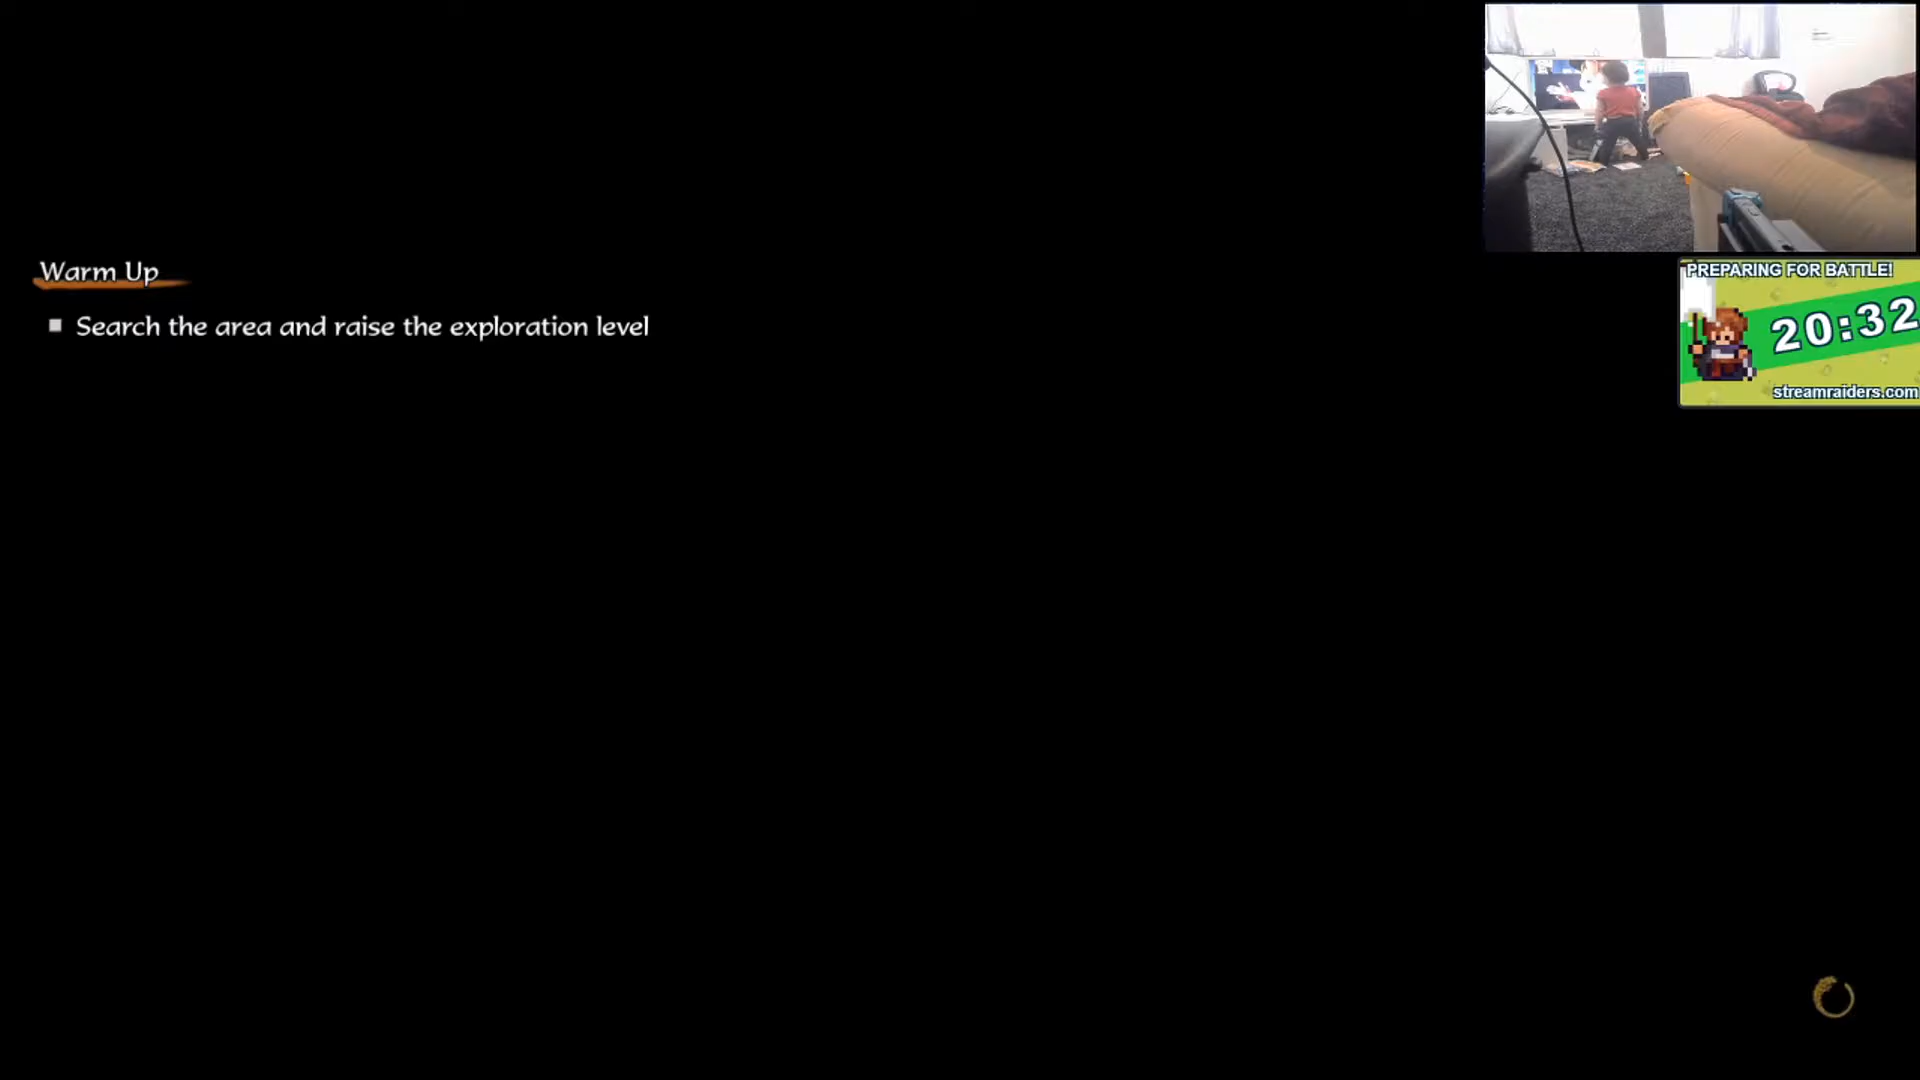 Warm Up
Search the area and raise the exploration level
PREPARING FOR BATTLE!
20:32
streamraiders.com